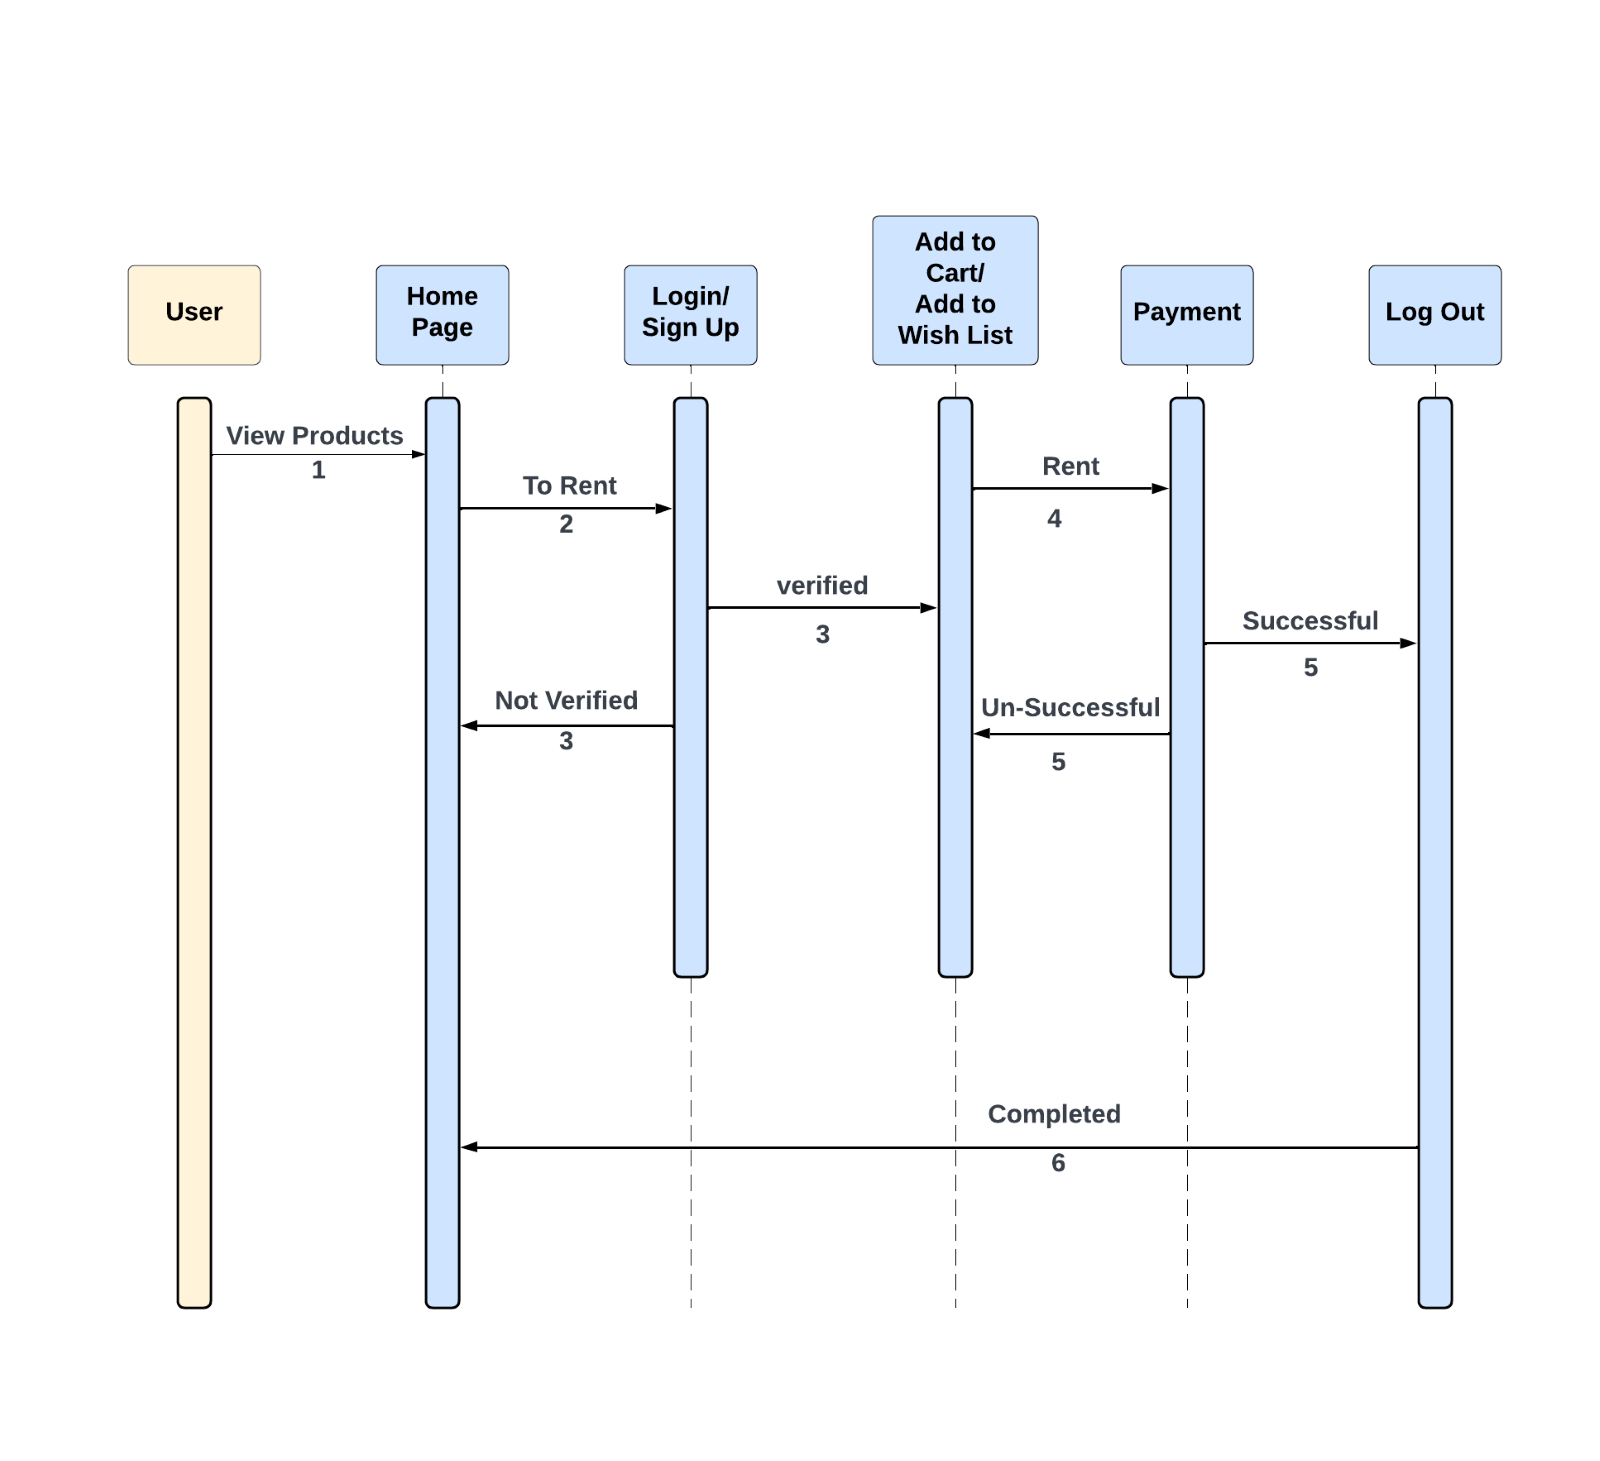 User
Home
Page
Login/
Sign Up
Add to
Cart/
Add to
Wish List
Payment
Log Out
View Products
1
To Rent
2
Rent
4
verified
3
Successful
5
Not Verified
3
Un-Successful
5
Completed
6